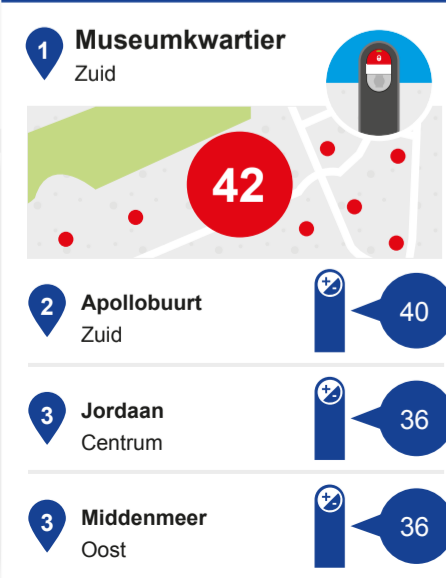 1
Museumkwartier
Zuid
42
2
Apollobuurt
Zuid
40
3
Jordaan
Centrum
36
3
Middenmeer
Oost
36